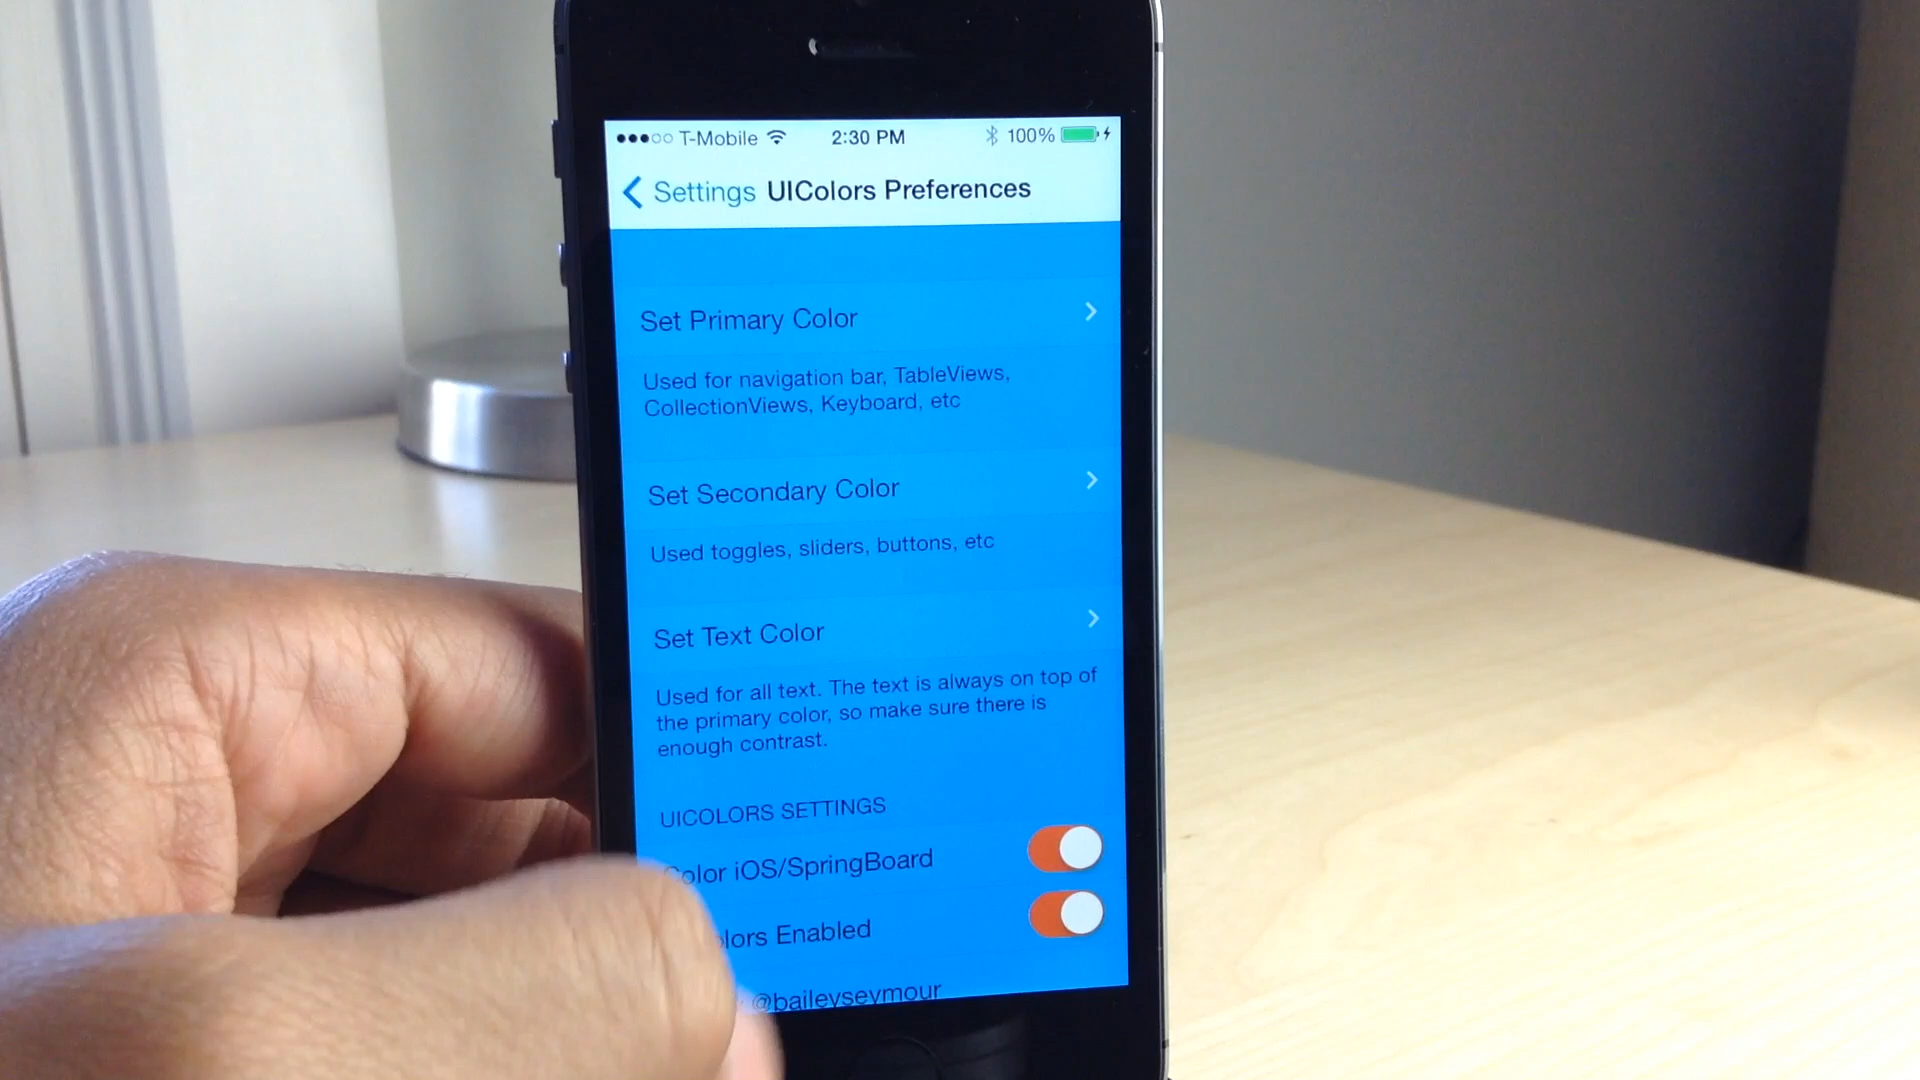 T-Mobile 2:30 PM 100%
Settings UIColors Preferences
Set Primary Color
Used for navigation bar, TableViews,
CollectionViews, Keyboard, etc
Set Secondary Color
Used toggles, sliders, buttons, etc
Set Text Color
Used for all text. The text is always on top of
the primary color, so make sure there is
enough contrast.
UICOLORS SETTINGS
Color iOS/SpringBoard
Enabled
@baileyseymour